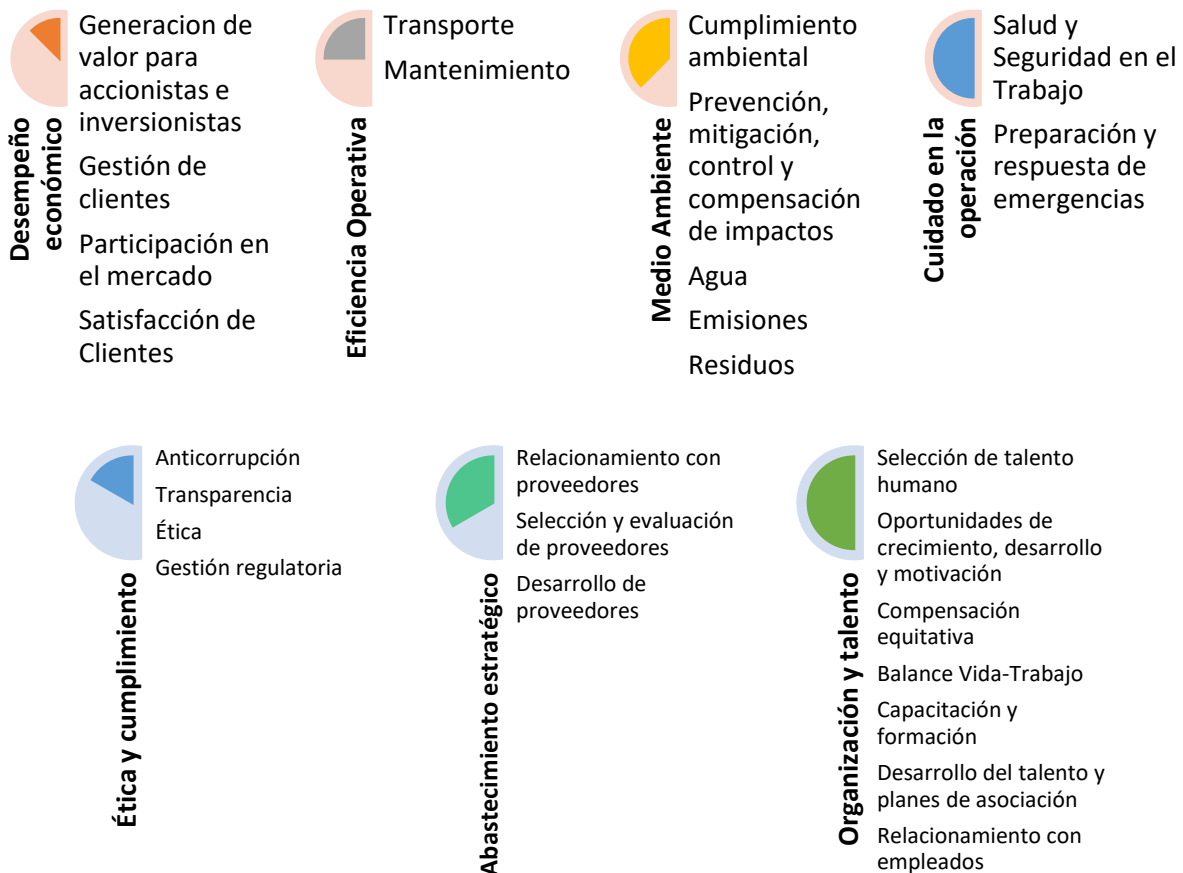 Desempeño
económico
Generacion de
valor para
accionistas e
inversionistas
Gestión de
clientes
Participación en
el mercado
Satisfacción de
Clientes
Eficiencia Operativa
Transporte
Mantenimiento
Medio Ambiente
Cumplimiento
ambiental
Prevención,
mitigación,
control y
compensación
de impactos
Agua
Emisiones
Residuos
Cuidado en la
operación
Salud y
Seguridad en el
Trabajo
Preparación y
respuesta de
emergencias
Ética y cumplimiento
Anticorrupción
Transparencia
Ética
Gestión regulatoria
Abastecimiento estratégico
Relacionamiento con
proveedores
Selección y evaluación
de proveedores
Desarrollo de
proveedores
Organización y talento
Selección de talento
humano
Oportunidades de
crecimiento, desarrollo
y motivación
Compensación
equitativa
Balance Vida-Trabajo
Capacitación y
formación
Desarrollo del talento y
planes de asociación
Relacionamiento con
empleados